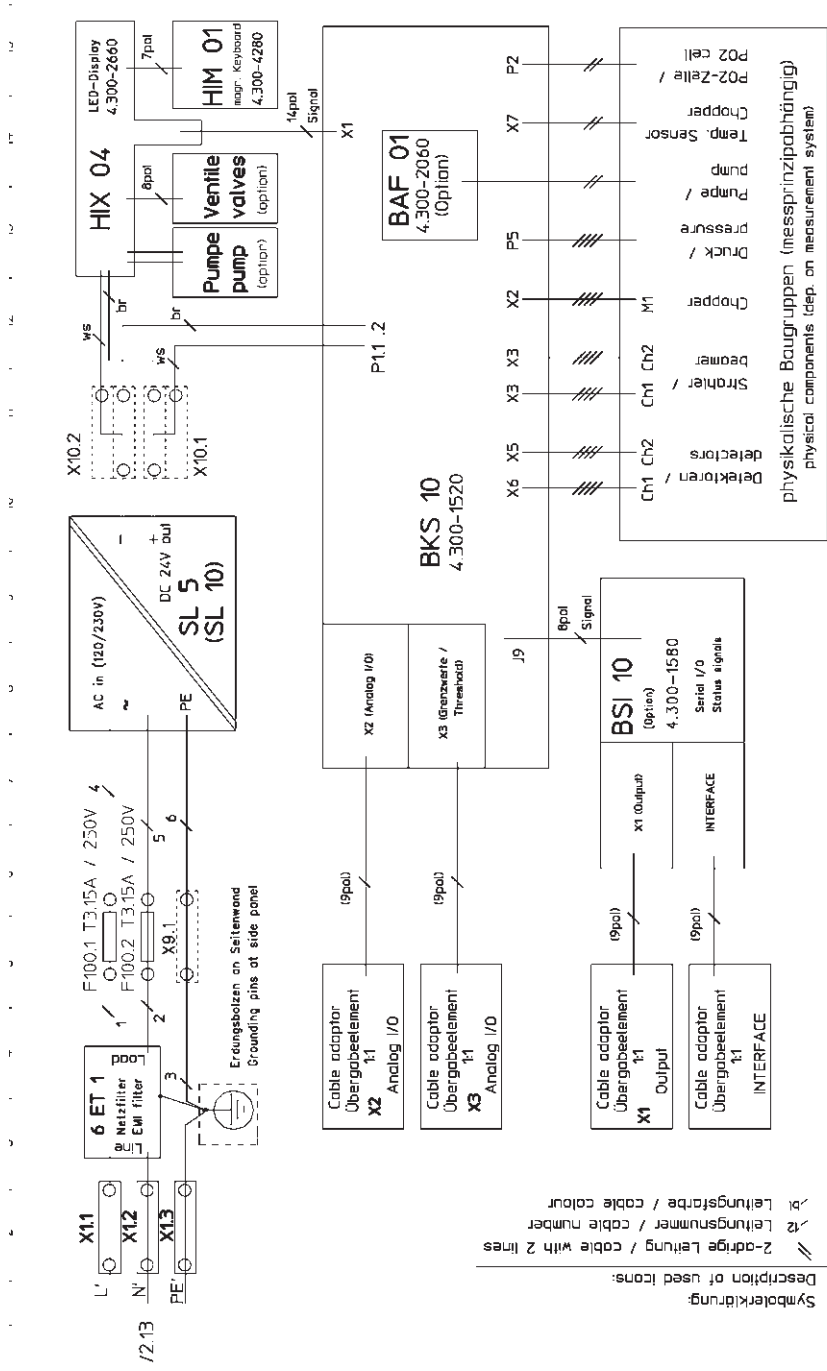 /2.13
L'
N'
PE'
X1.1
X1.2
X1.3
6 ET 1
Netzfilter
EMI filter
Line
Load
1
2
3
Erdungsbolzen an Seitenwand
Grounding pins at side panel
F100.1 T3.15A / 250V
F100.2 T3.15A / 250V
X9.1
4
5
6
AC in (120/230V)
~
PE
−
+
DC 24V out
SL 5
(SL 10)
X10.2
X10.1
ws
br
br
ws
HIX 04
LED-Display
4.300-2660
7pol
HIM 01
magn. Keyboard
4.300-4280
8pol
Ventile
valves
(option)
Pumpe
pump
(option)
14pol
Signal
X1
P1.1 .2
BAF 01
4.300-2060
(Option)
BKS 10
4.300-1520
X2 (Analog I/O)
X3 (Grenzwerte /
Threshold)
J9
8pol
Signal
P2
X7
P5
X2
X3
X3
X5
X6
M1
Ch2
Ch1
Ch2
Ch1
PO2-Zelle /
PO2 cell
Temp. Sensor
Chopper
Pumpe /
pump
Druck /
pressure
Chopper
Strahler /
beamer
Detektoren /
detectors
physikalische Baugruppen (messprinzipabhängig)
physical components (dep. on measurement system)
BSI 10
(Option)
4.300-1580
Serial I/O
Status signals
X1 (Output)
INTERFACE
(9pol)
(9pol)
(9pol)
(9pol)
Cable adaptor
Übergabeelement
1:1
X2
Analog I/O
Cable adaptor
Übergabeelement
1:1
X3
Analog I/O
Cable adaptor
Übergabeelement
1:1
X1
Output
Cable adaptor
Übergabeelement
1:1
INTERFACE
Symbolerklärung:
Description of used icons:
2-adrige Leitung / cable with 2 lines
12 Leitungsnummer / cable number
bl Leitungsfarbe / cable colour